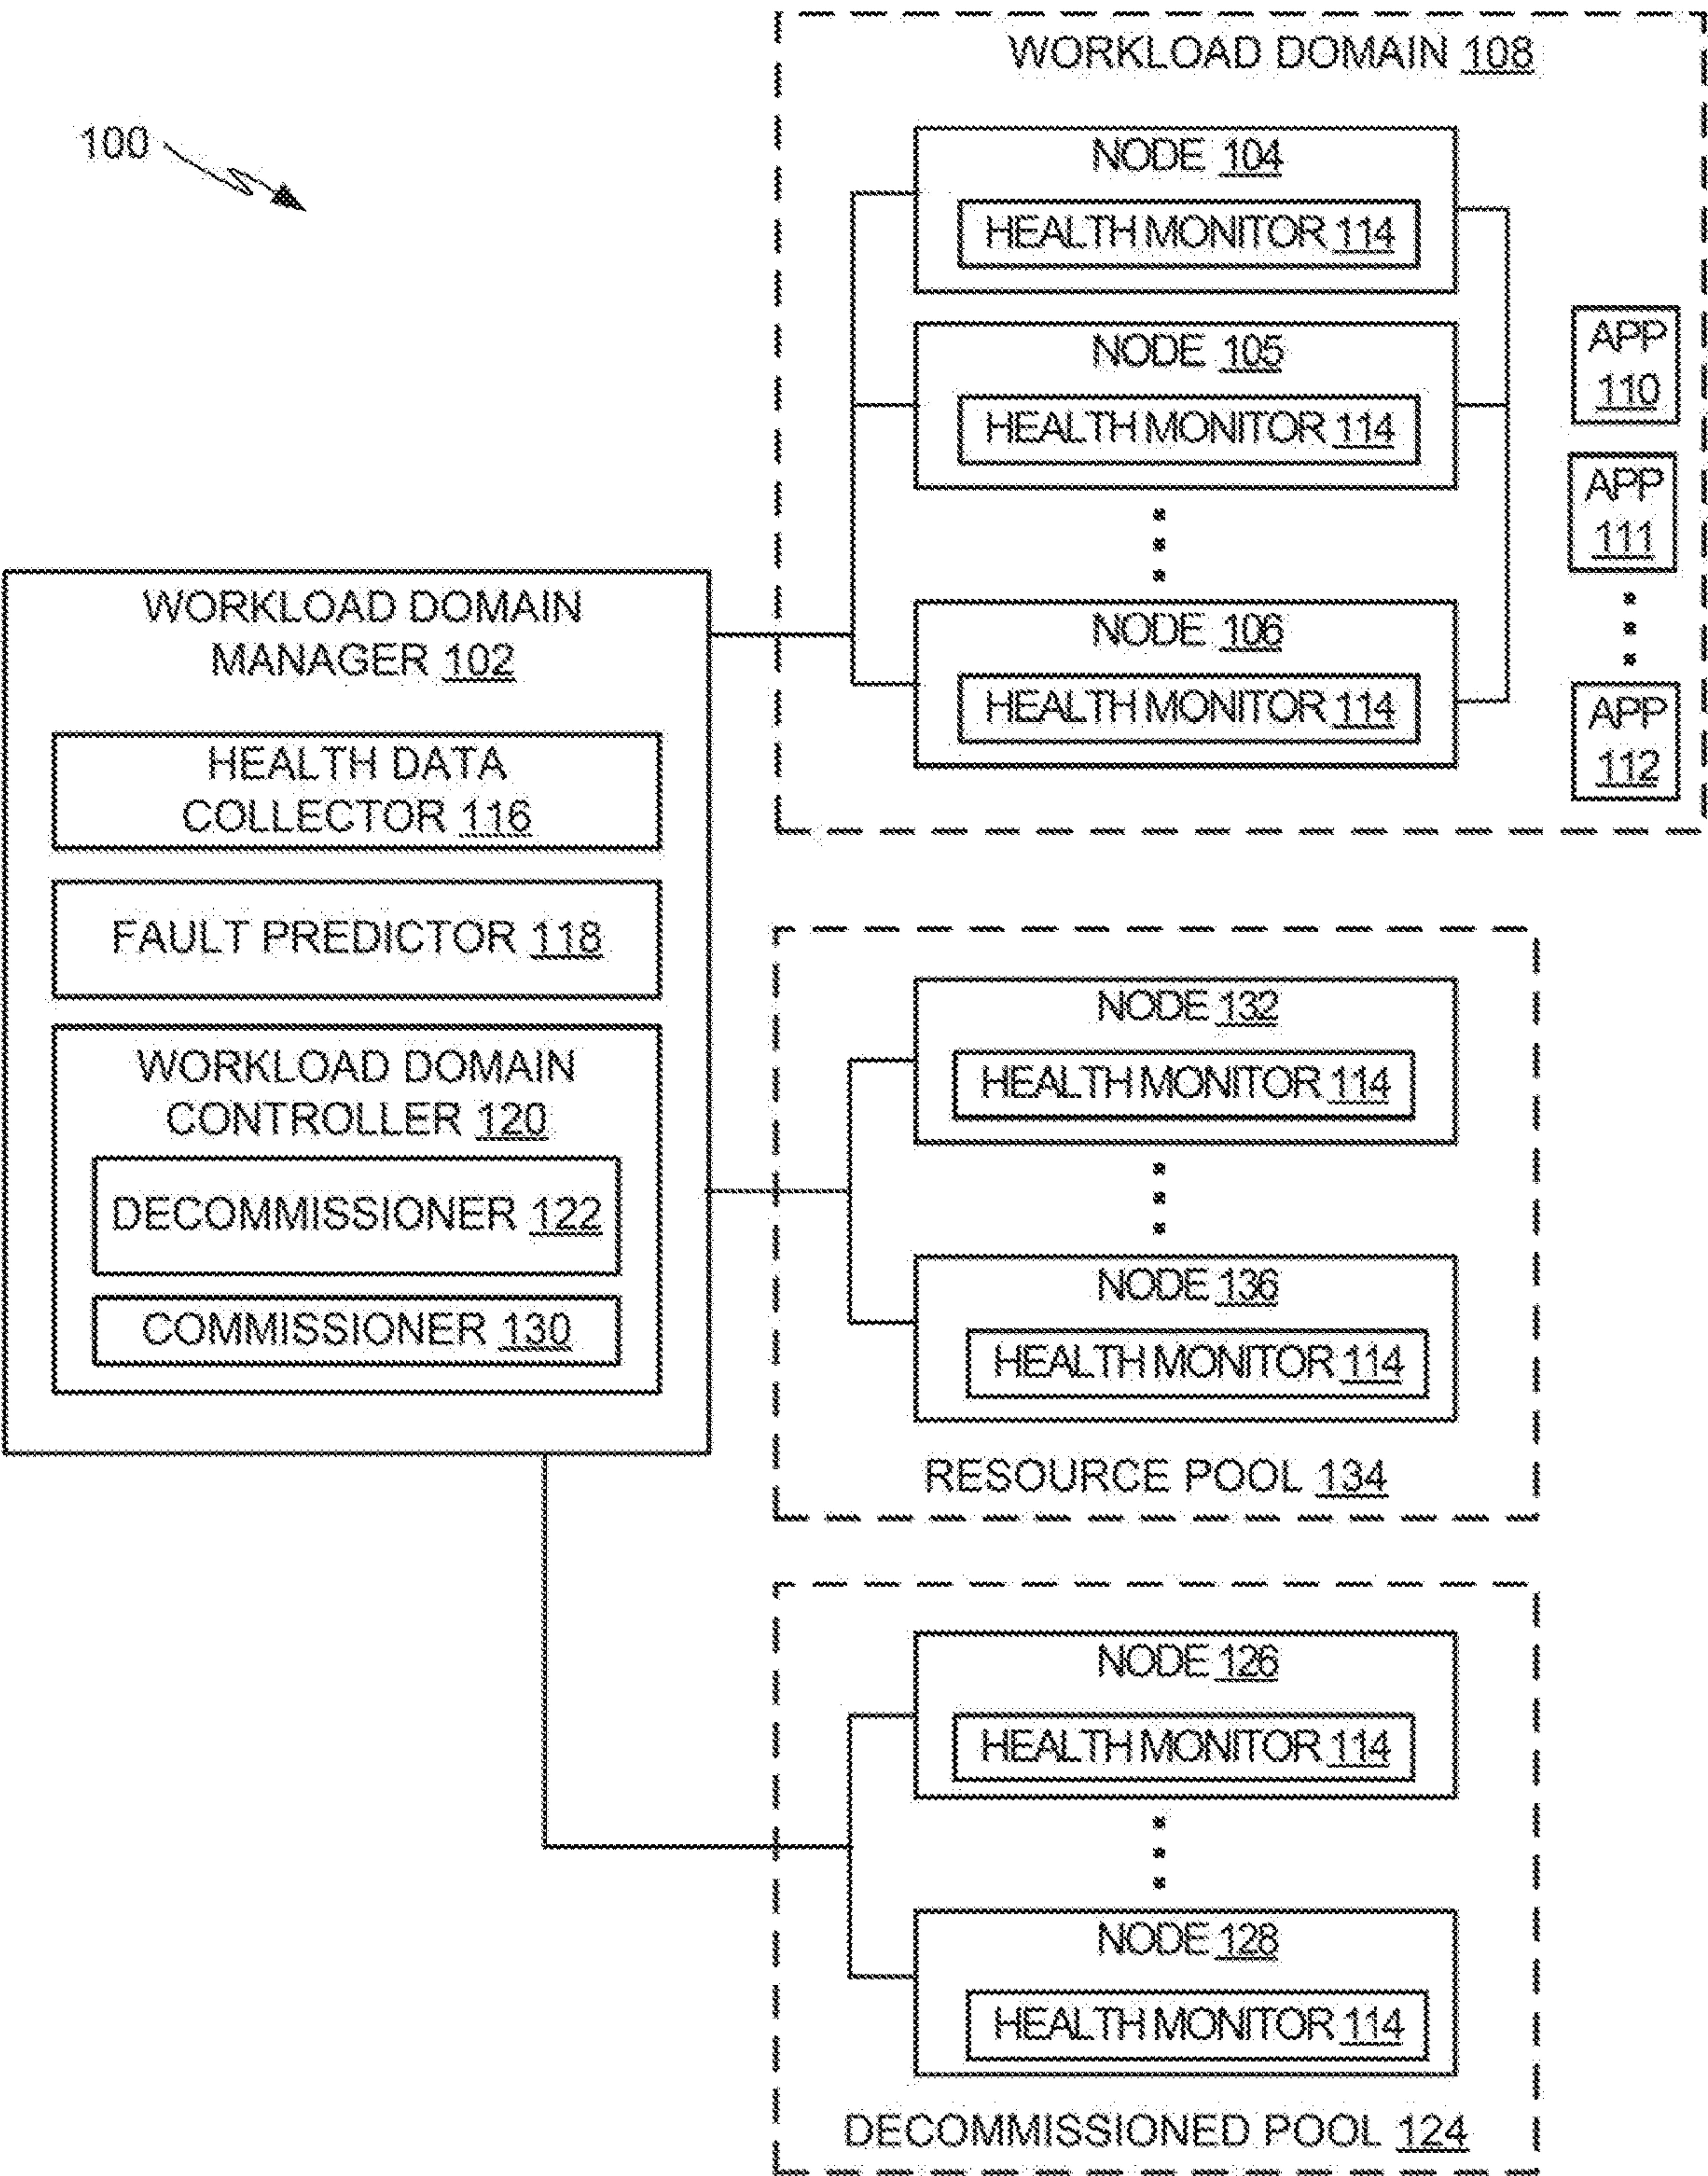 100
WORKLOAD DOMAIN 108
NODE 104
HEALTH MONITOR 114
NODE 105
HEALTH MONITOR 114
NODE 106
HEALTH MONITOR 114
APP
110
APP
111
APP
112
WORKLOAD DOMAIN
MANAGER 102
HEALTH DATA
COLLECTOR 116
FAULT PREDICTOR 118
WORKLOAD DOMAIN
CONTROLLER 120
DECOMMISSIONER 122
COMMISSIONER 130
NODE 132
HEALTH MONITOR 114
NODE 136
HEALTH MONITOR 114
RESOURCE POOL 134
NODE 126
HEALTH MONITOR 114
NODE 128
HEALTH MONITOR 114
DECOMMISSIONED POOL 124